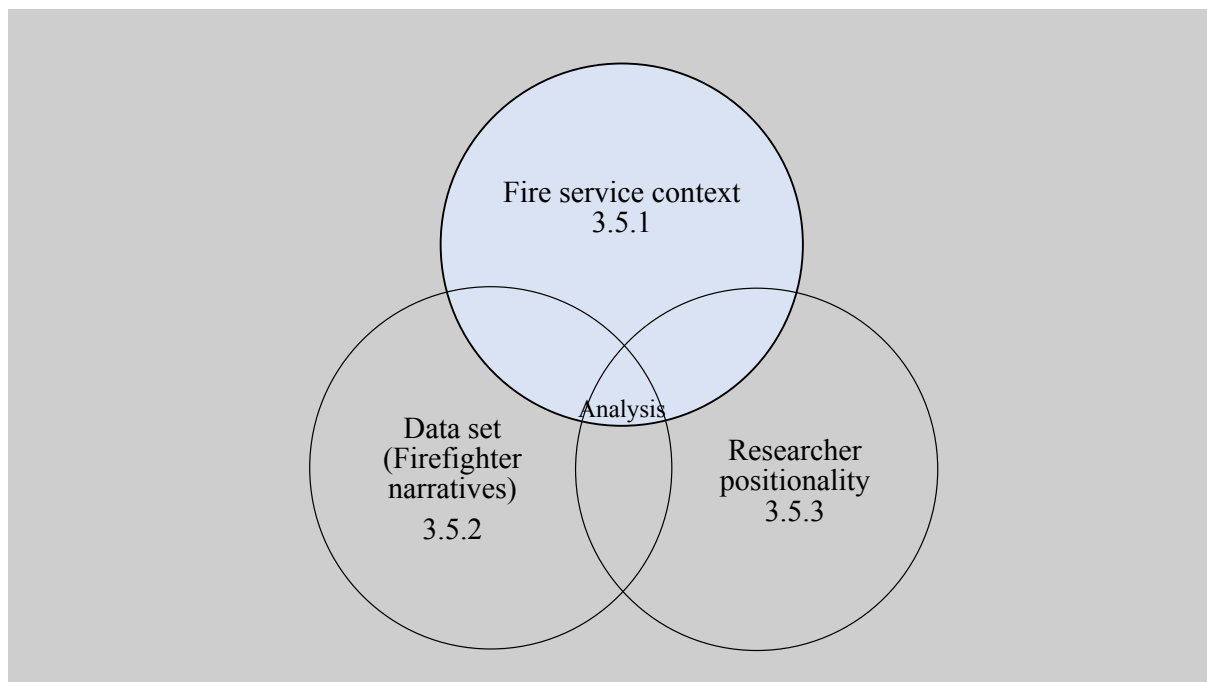 Fire service context
3.5.1
Analysis
Data set
(Firefighter
narratives)
3.5.2
Researcher
positionality
3.5.3